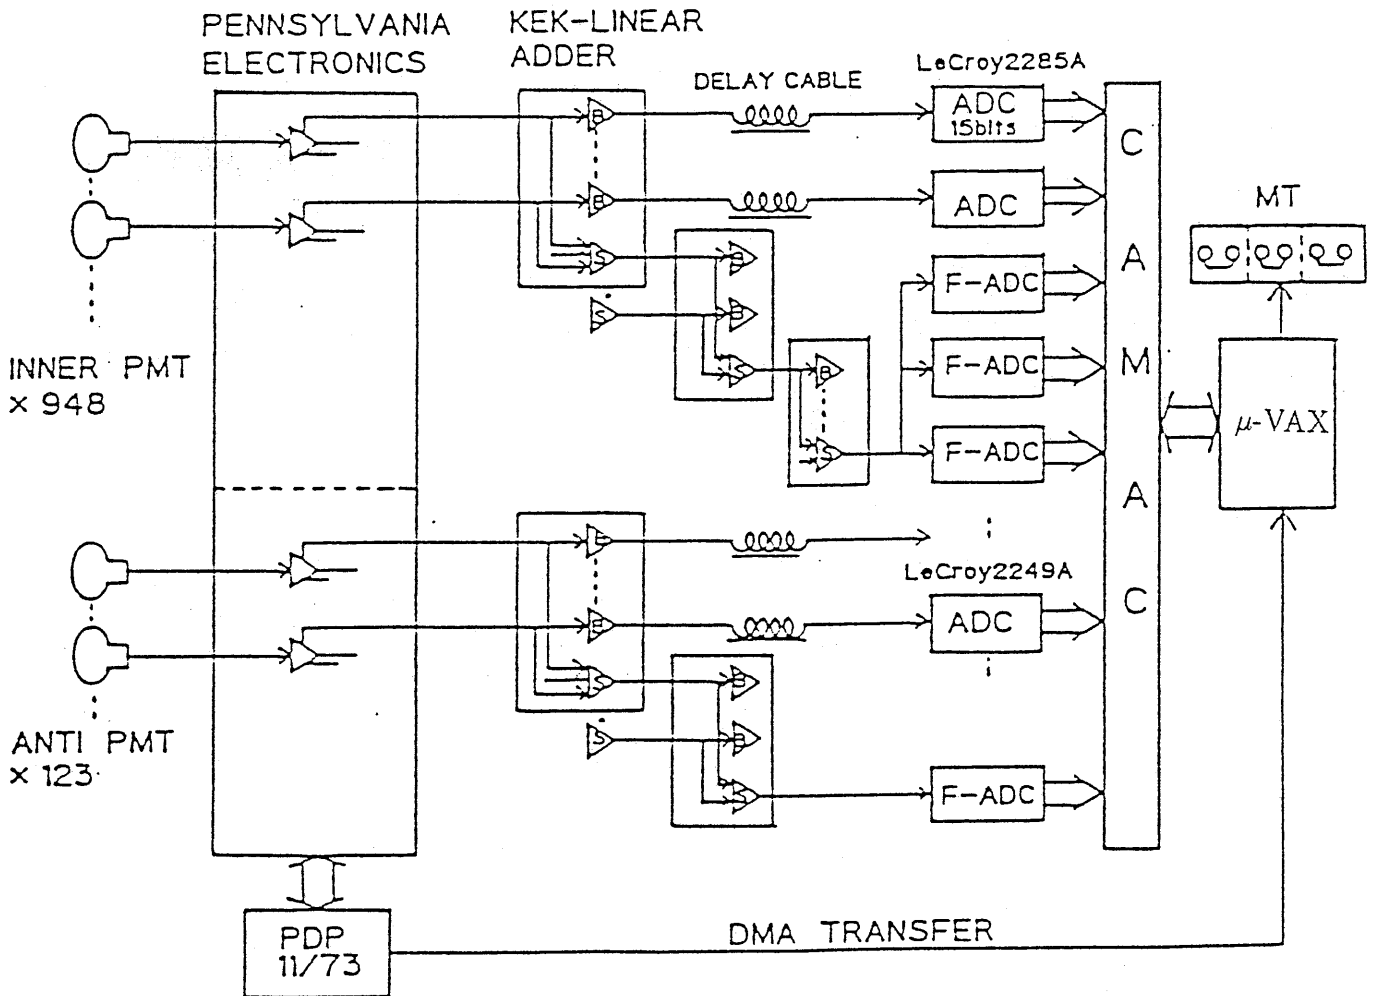 PENNSYLVANIA
ELECTRONICS
KEK-LINEAR
ADDER
DELAY CABLE
LeCroy2285A
ADC
15bits
ADC
F-ADC
F-ADC
F-ADC
B
B
S
B
S
B
S
B
S
INNER PMT
× 948
C
A
M
A
C
MT
μ-VAX
B
S
B
S
B
S
LeCroy2249A
ADC
F-ADC
ANTI PMT
× 123
PDP
11/73
DMA TRANSFER